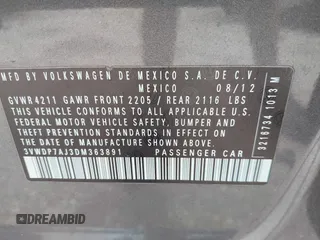 MFD BY VOLKSWAGEN DE MEXICO S.A. DE C.V.
MEXICO 08/12
GVWR4211 GAWR FRONT 2205 / REAR 2116 LBS
THIS VEHICLE CONFORMS TO ALL APPLICABLE
FEDERAL MOTOR VEHICLE SAFETY, BUMPER,
AND THEFT PREVENTION STANDARDS IN EFFECT
ON THE DATE OF MANUFACTURE SHOWN ABOVE
3VWDP7AJ3DM363891 PASSENGER CAR
3216734 1013 M